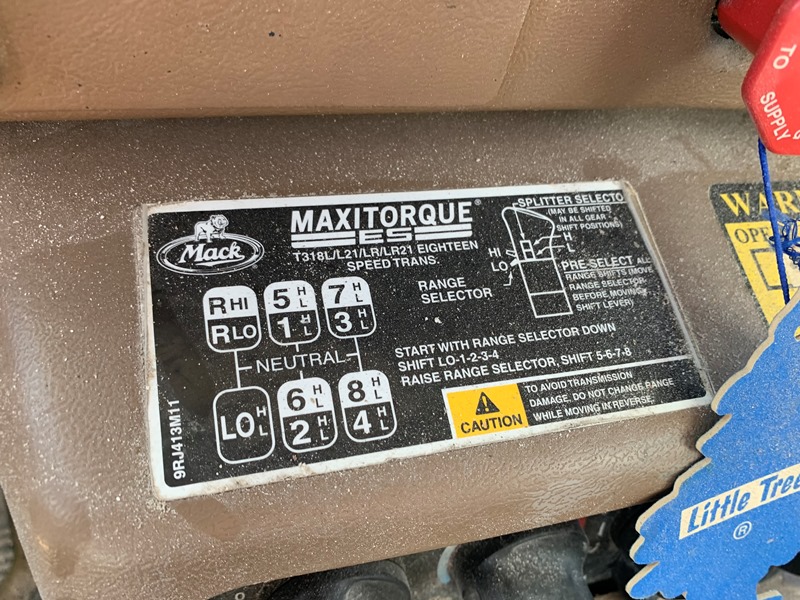 TO
SUPPLY
Mack
MAXITORQUE®
ES
T318L/L21/LR/LR21 EIGHTEEN
SPEED TRANS.
SPLITTER SELECTO
(MAY BE SHIFTED
IN ALL GEAR
SHIFT POSITIONS)
H
L
HI
LO
RANGE
SELECTOR
PRE-SELECT ALL
RANGE SHIFTS (MOVE
RANGE SELECTOR
BEFORE MOVING
SHIFT LEVER)
R HI 5 H L 7 H L
R LO 1 H L 3 H L
NEUTRAL
LO H L 6 H L 8 H L
2 H L 4 H L
START WITH RANGE SELECTOR DOWN
SHIFT LO-1-2-3-4
RAISE RANGE SELECTOR, SHIFT 5-6-7-8
CAUTION
TO AVOID TRANSMISSION
DAMAGE, DO NOT CHANGE RANGE
WHILE MOVING IN REVERSE.
9RJ413M11
WAR
OPE
Little Tree
®